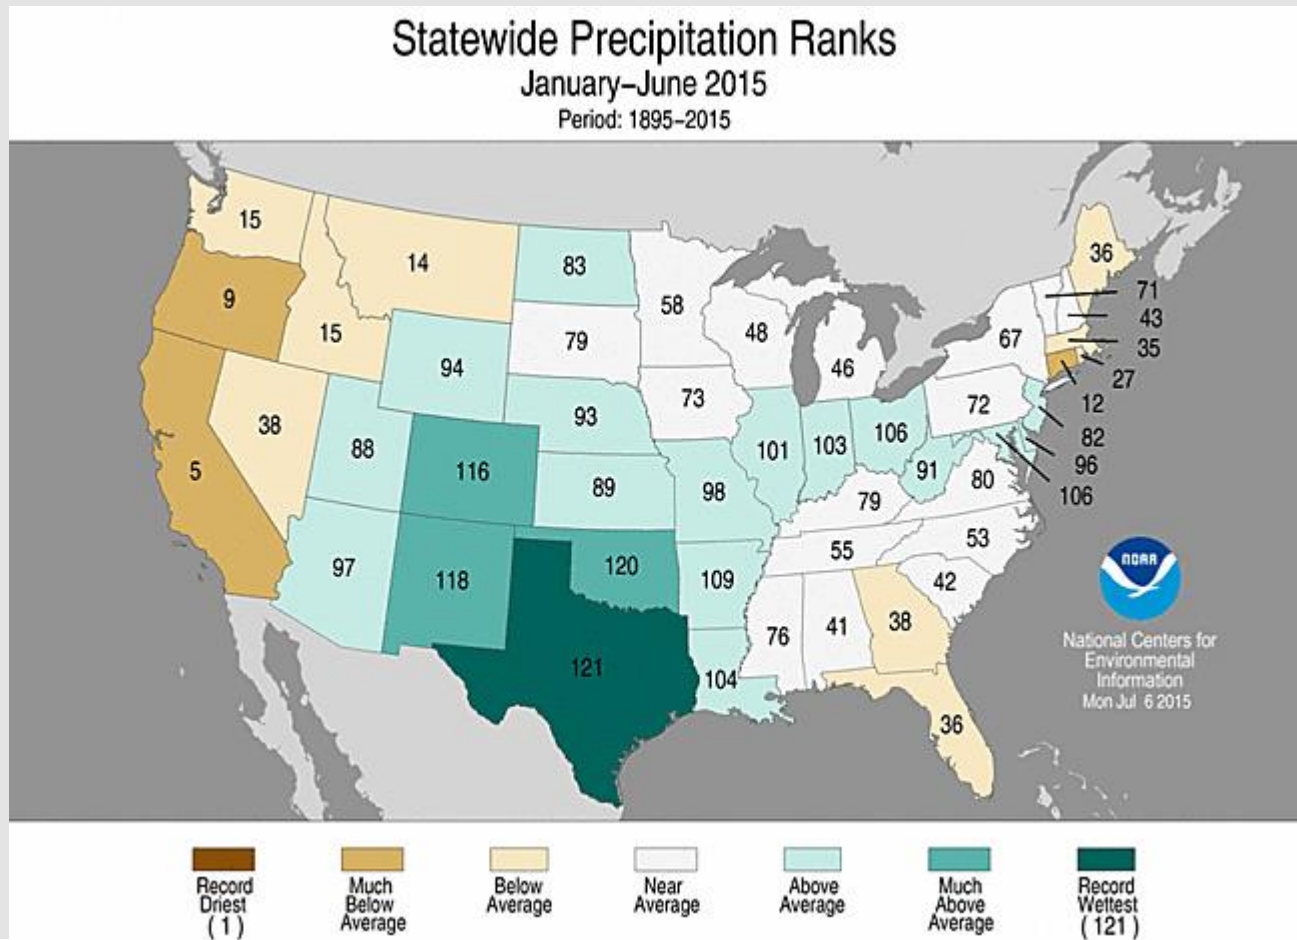 Statewide Precipitation Ranks
January–June 2015
Period: 1895–2015
15
14
83
58
36
71
43
35
27
12
82
96
106
9
15
94
79
48
46
67
73
72
38
88
93
101
103
106
91
80
5
116
89
98
79
53
97
118
120
109
55
42
76
41
38
121
104
36
NOAA
National Centers for
Environmental
Information
Mon Jul 6 2015
Record
Driest
(1)
Much
Below
Average
Below
Average
Near
Average
Above
Average
Much
Above
Average
Record
Wettest
(121)